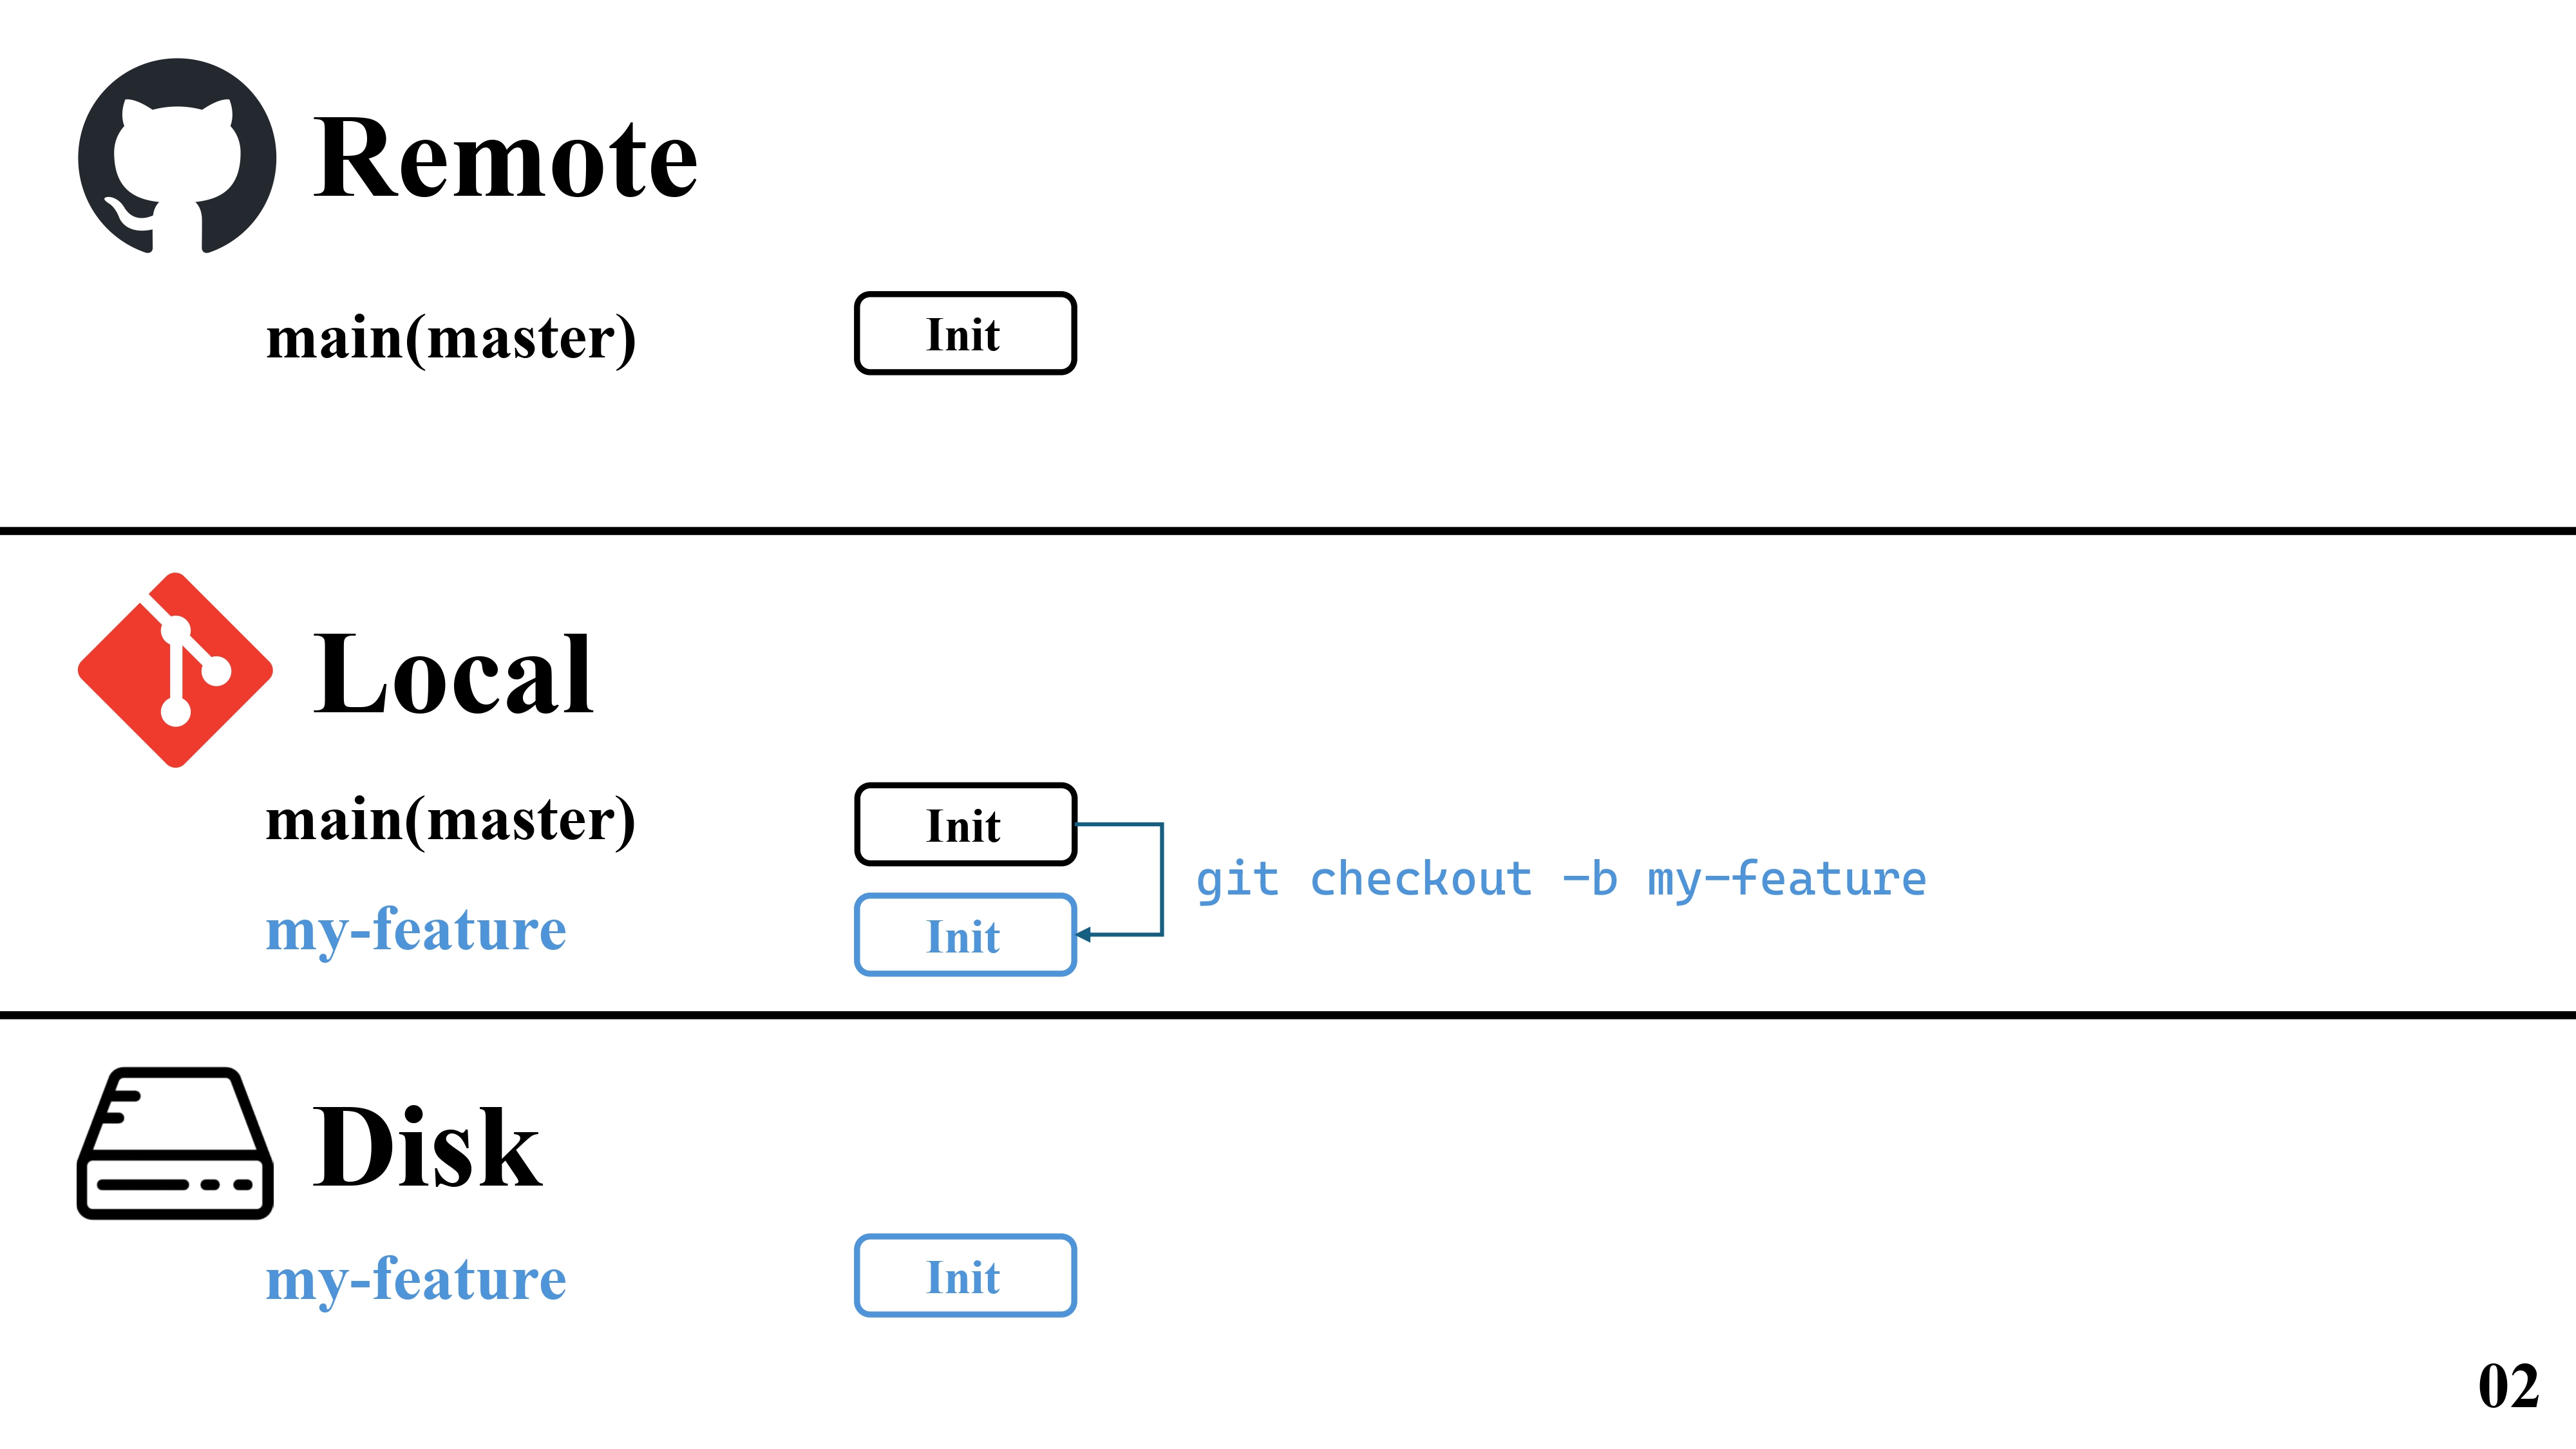 Remote
main(master)
Init
Local
main(master)
Init
git checkout -b my-feature
my-feature
Init
Disk
my-feature
Init
02